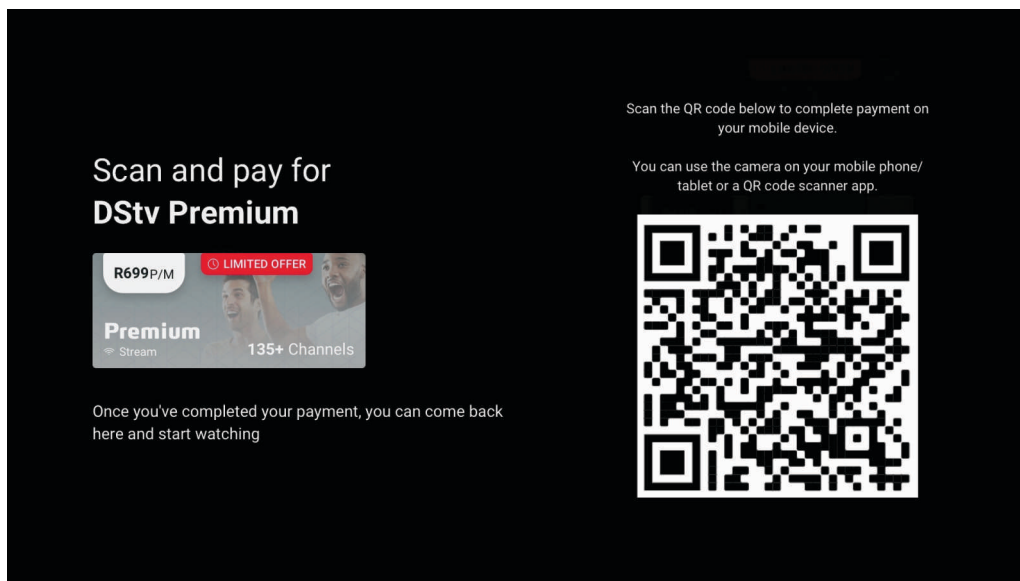 Scan and pay for
DStv Premium
R699P/M
LIMITED OFFER
Premium
Stream
135+ Channels
Once you've completed your payment, you can come back
here and start watching
Scan the QR code below to complete payment on
your mobile device.
You can use the camera on your mobile phone/
tablet or a QR code scanner app.